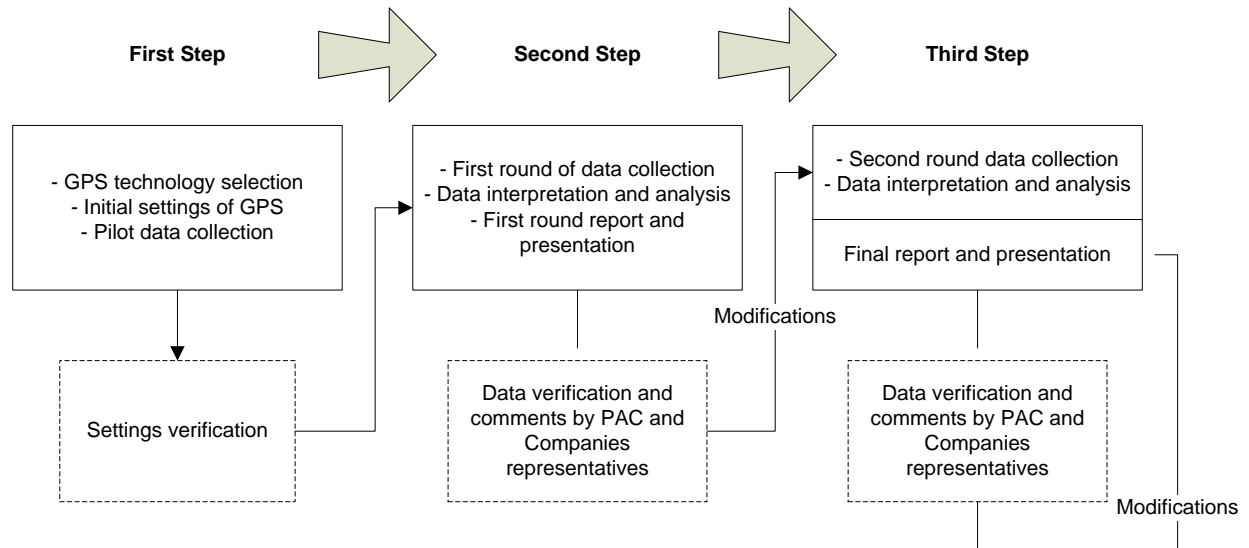 First Step
Second Step
Third Step
- GPS technology selection
- Initial settings of GPS
- Pilot data collection
- First round of data collection
- Data interpretation and analysis
- First round report and
presentation
- Second round data collection
- Data interpretation and analysis
Final report and presentation
Modifications
Settings verification
Data verification and
comments by PAC and
Companies
representatives
Data verification and
comments by PAC and
Companies
representatives
Modifications